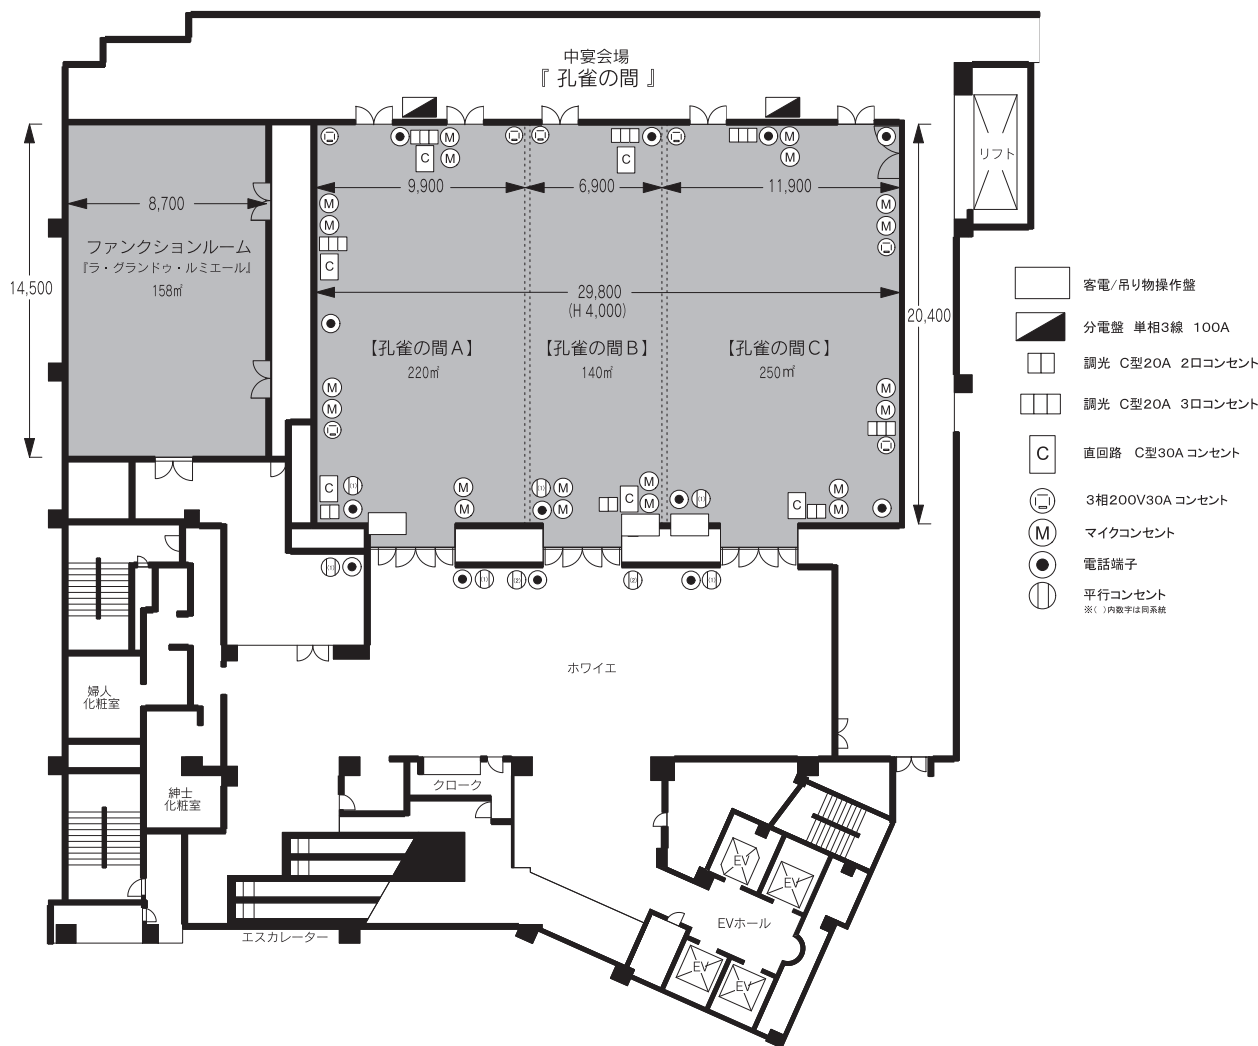 中宴会場
『 孔雀の間 』
リフト
14,500
8,700
ファンクションルーム
『ラ・グランドゥ・ルミエール』
158㎡
9,900
6,900
11,900
29,800
(H 4,000)
20,400
【孔雀の間A】
220㎡
【孔雀の間B】
140㎡
【孔雀の間C】
250㎡
客電/吊り物操作盤
分電盤 単相3線 100A
調光 C型20A 2口コンセント
調光 C型20A 3口コンセント
C
直回路 C型30A コンセント
3相200V30A コンセント
M
マイクコンセント
電話端子
平行コンセント
※( )内数字は同系統
ホワイエ
婦人
化粧室
紳士
化粧室
クローク
エスカレーター
EV
EV
EVホール
EV
EV